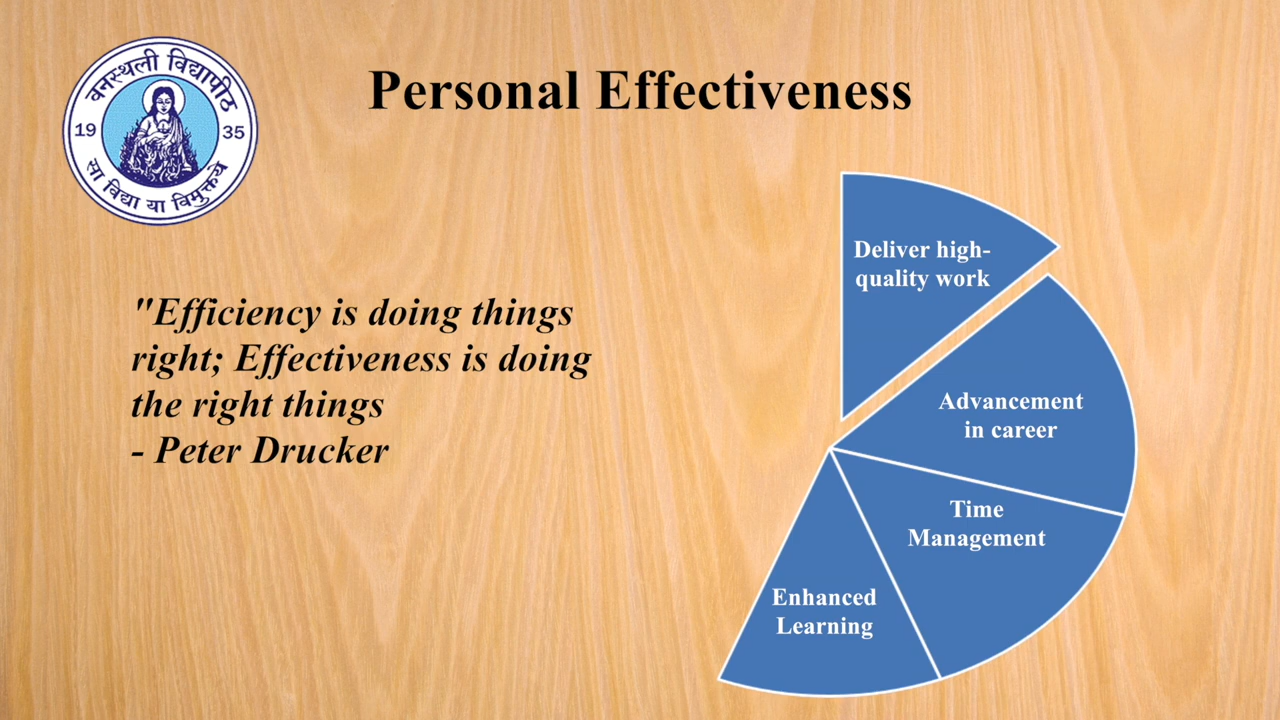 वनस्थली विद्यापीठ
19 35
सा विद्या या विमुक्तये
Personal Effectiveness
"Efficiency is doing things
right; Effectiveness is doing
the right things
- Peter Drucker
Deliver high-
quality work
Advancement
in career
Time
Management
Enhanced
Learning